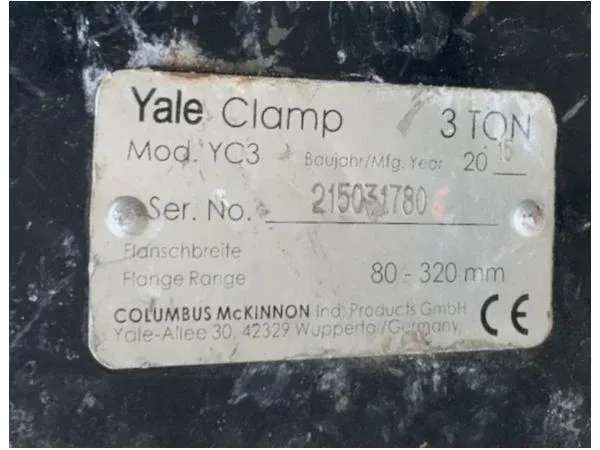 Yale Clamp 3 TON
Mod. YC3 Baujahr/Mfg. Year 20 15
Ser. No. 215031780
Flanschbreite
Flange Range 80 - 320 mm
COLUMBUS McKINNON Ind. Products GmbH
Yale-Allee 30, 42329 Wuppertal/Germany CE